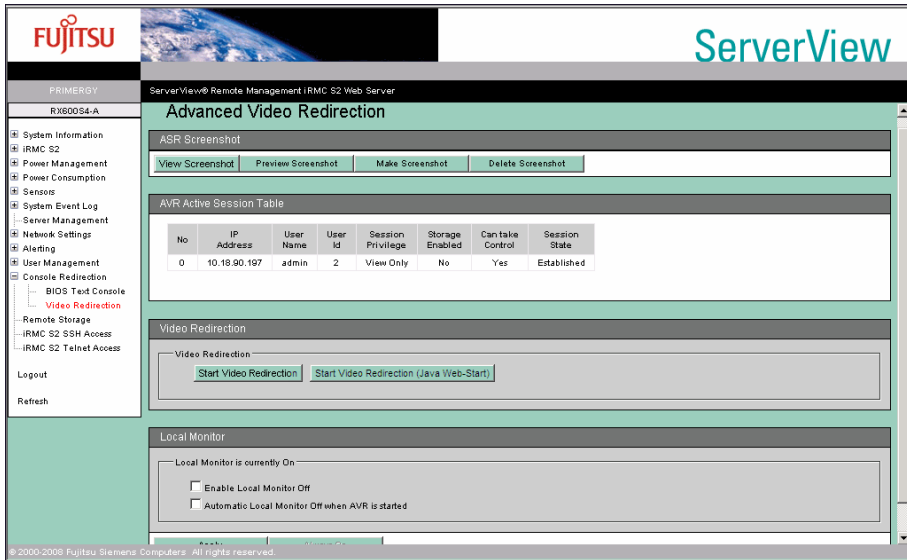 FUJITSU
ServerView
PRIMERGY
ServerView® Remote Management iRMC S2 Web Server
RX600S4-A
System Information
iRMC S2
Power Management
Power Consumption
Sensors
System Event Log
Server Management
Network Settings
Alerting
User Management
Console Redirection
BIOS Text Console
Video Redirection
Remote Storage
iRMC S2 SSH Access
iRMC S2 Telnet Access
Logout
Refresh
Advanced Video Redirection
ASR Screenshot
View Screenshot Preview Screenshot Make Screenshot Delete Screenshot
AVR Active Session Table
No IP Address User Name User Id Session Privilege Storage Enabled Can take Control Session State
0 10.18.90.197 admin 2 View Only No Yes Established
Video Redirection
Video Redirection
Start Video Redirection Start Video Redirection (Java Web-Start)
Local Monitor
Local Monitor is currently On
Enable Local Monitor Off
Automatic Local Monitor Off when AVR is started
© 2000-2008 Fujitsu Siemens Computers All rights reserved.